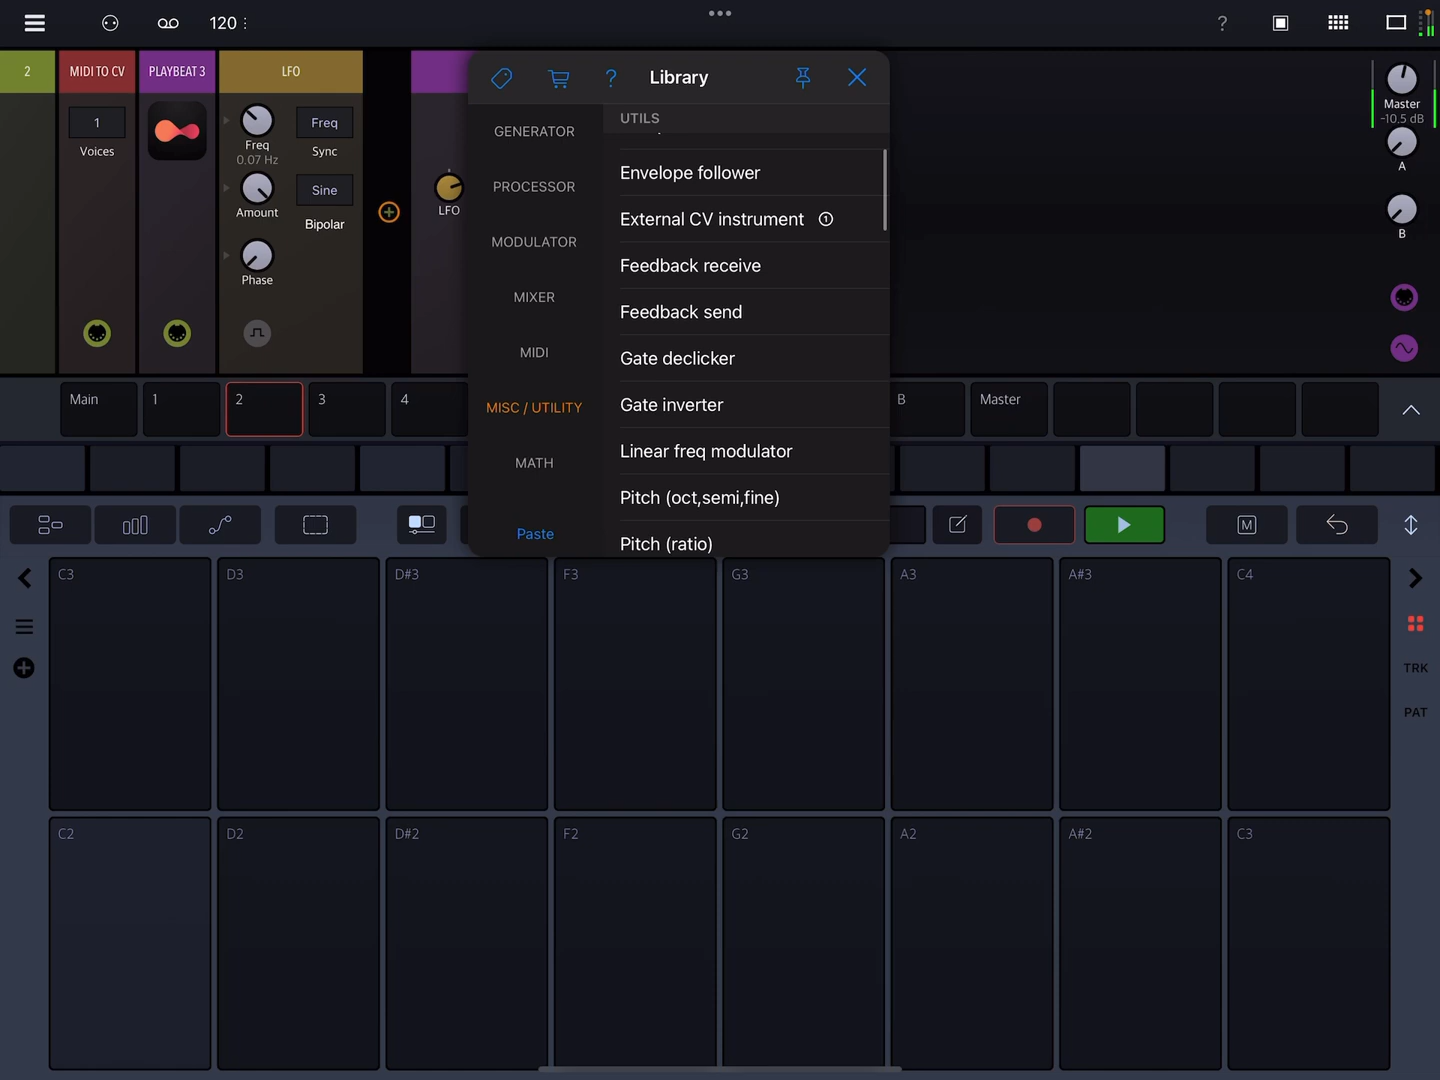 120
?
2
MIDI TO CV
PLAYBEAT 3
LFO
1
Voices
Freq
0.07 Hz
Freq
Sync
Amount
Sine
Bipolar
Phase
LFO
?
Library
GENERATOR
PROCESSOR
MODULATOR
MIXER
MIDI
MISC / UTILITY
MATH
Paste
UTILS
Envelope follower
External CV instrument 1
Feedback receive
Feedback send
Gate declicker
Gate inverter
Linear freq modulator
Pitch (oct,semi,fine)
Pitch (ratio)
Master
-10.5 dB
A
B
Main
1
2
3
4
B
Master
M
C3
D3
D#3
F3
G3
A3
A#3
C4
TRK
PAT
C2
D2
D#2
F2
G2
A2
A#2
C3